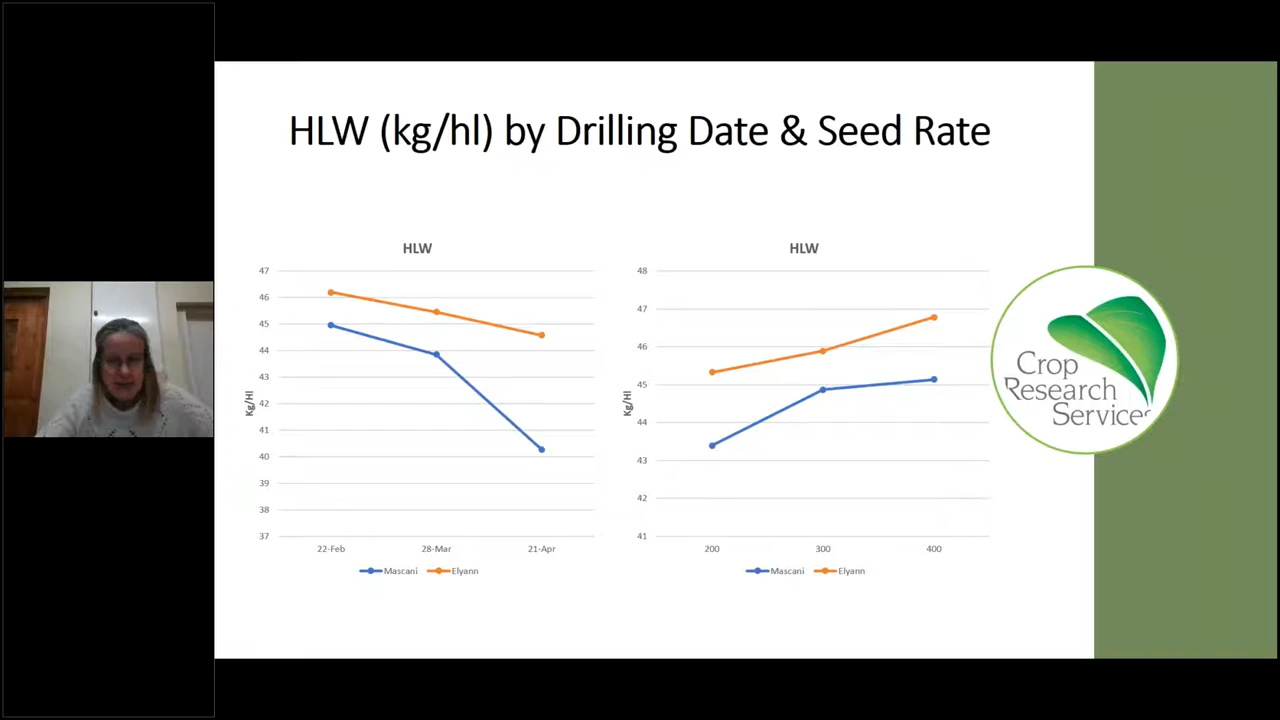 HLW (kg/hl) by Drilling Date & Seed Rate
HLW
47
46
45
44
43
42
41
40
39
38
37
Kg/Hl
22-Feb 28-Mar 21-Apr
Mascani Elyann
HLW
48
47
46
45
44
43
42
41
Kg/Hl
200 300 400
Mascani Elyann
Crop
Research
Services